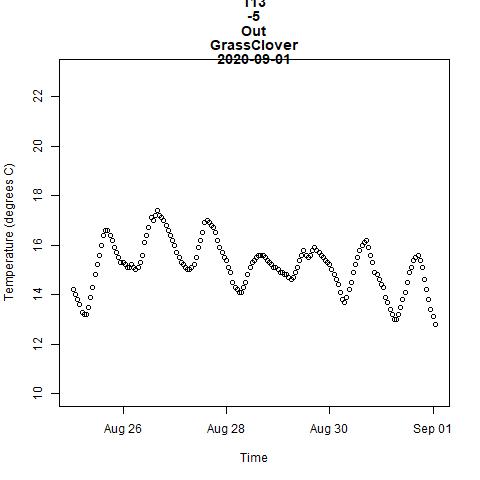 113
-5
Out
GrassClover
2020-09-01
Temperature (degrees C)
22
20
18
16
14
12
10
Aug 26
Aug 28
Aug 30
Sep 01
Time